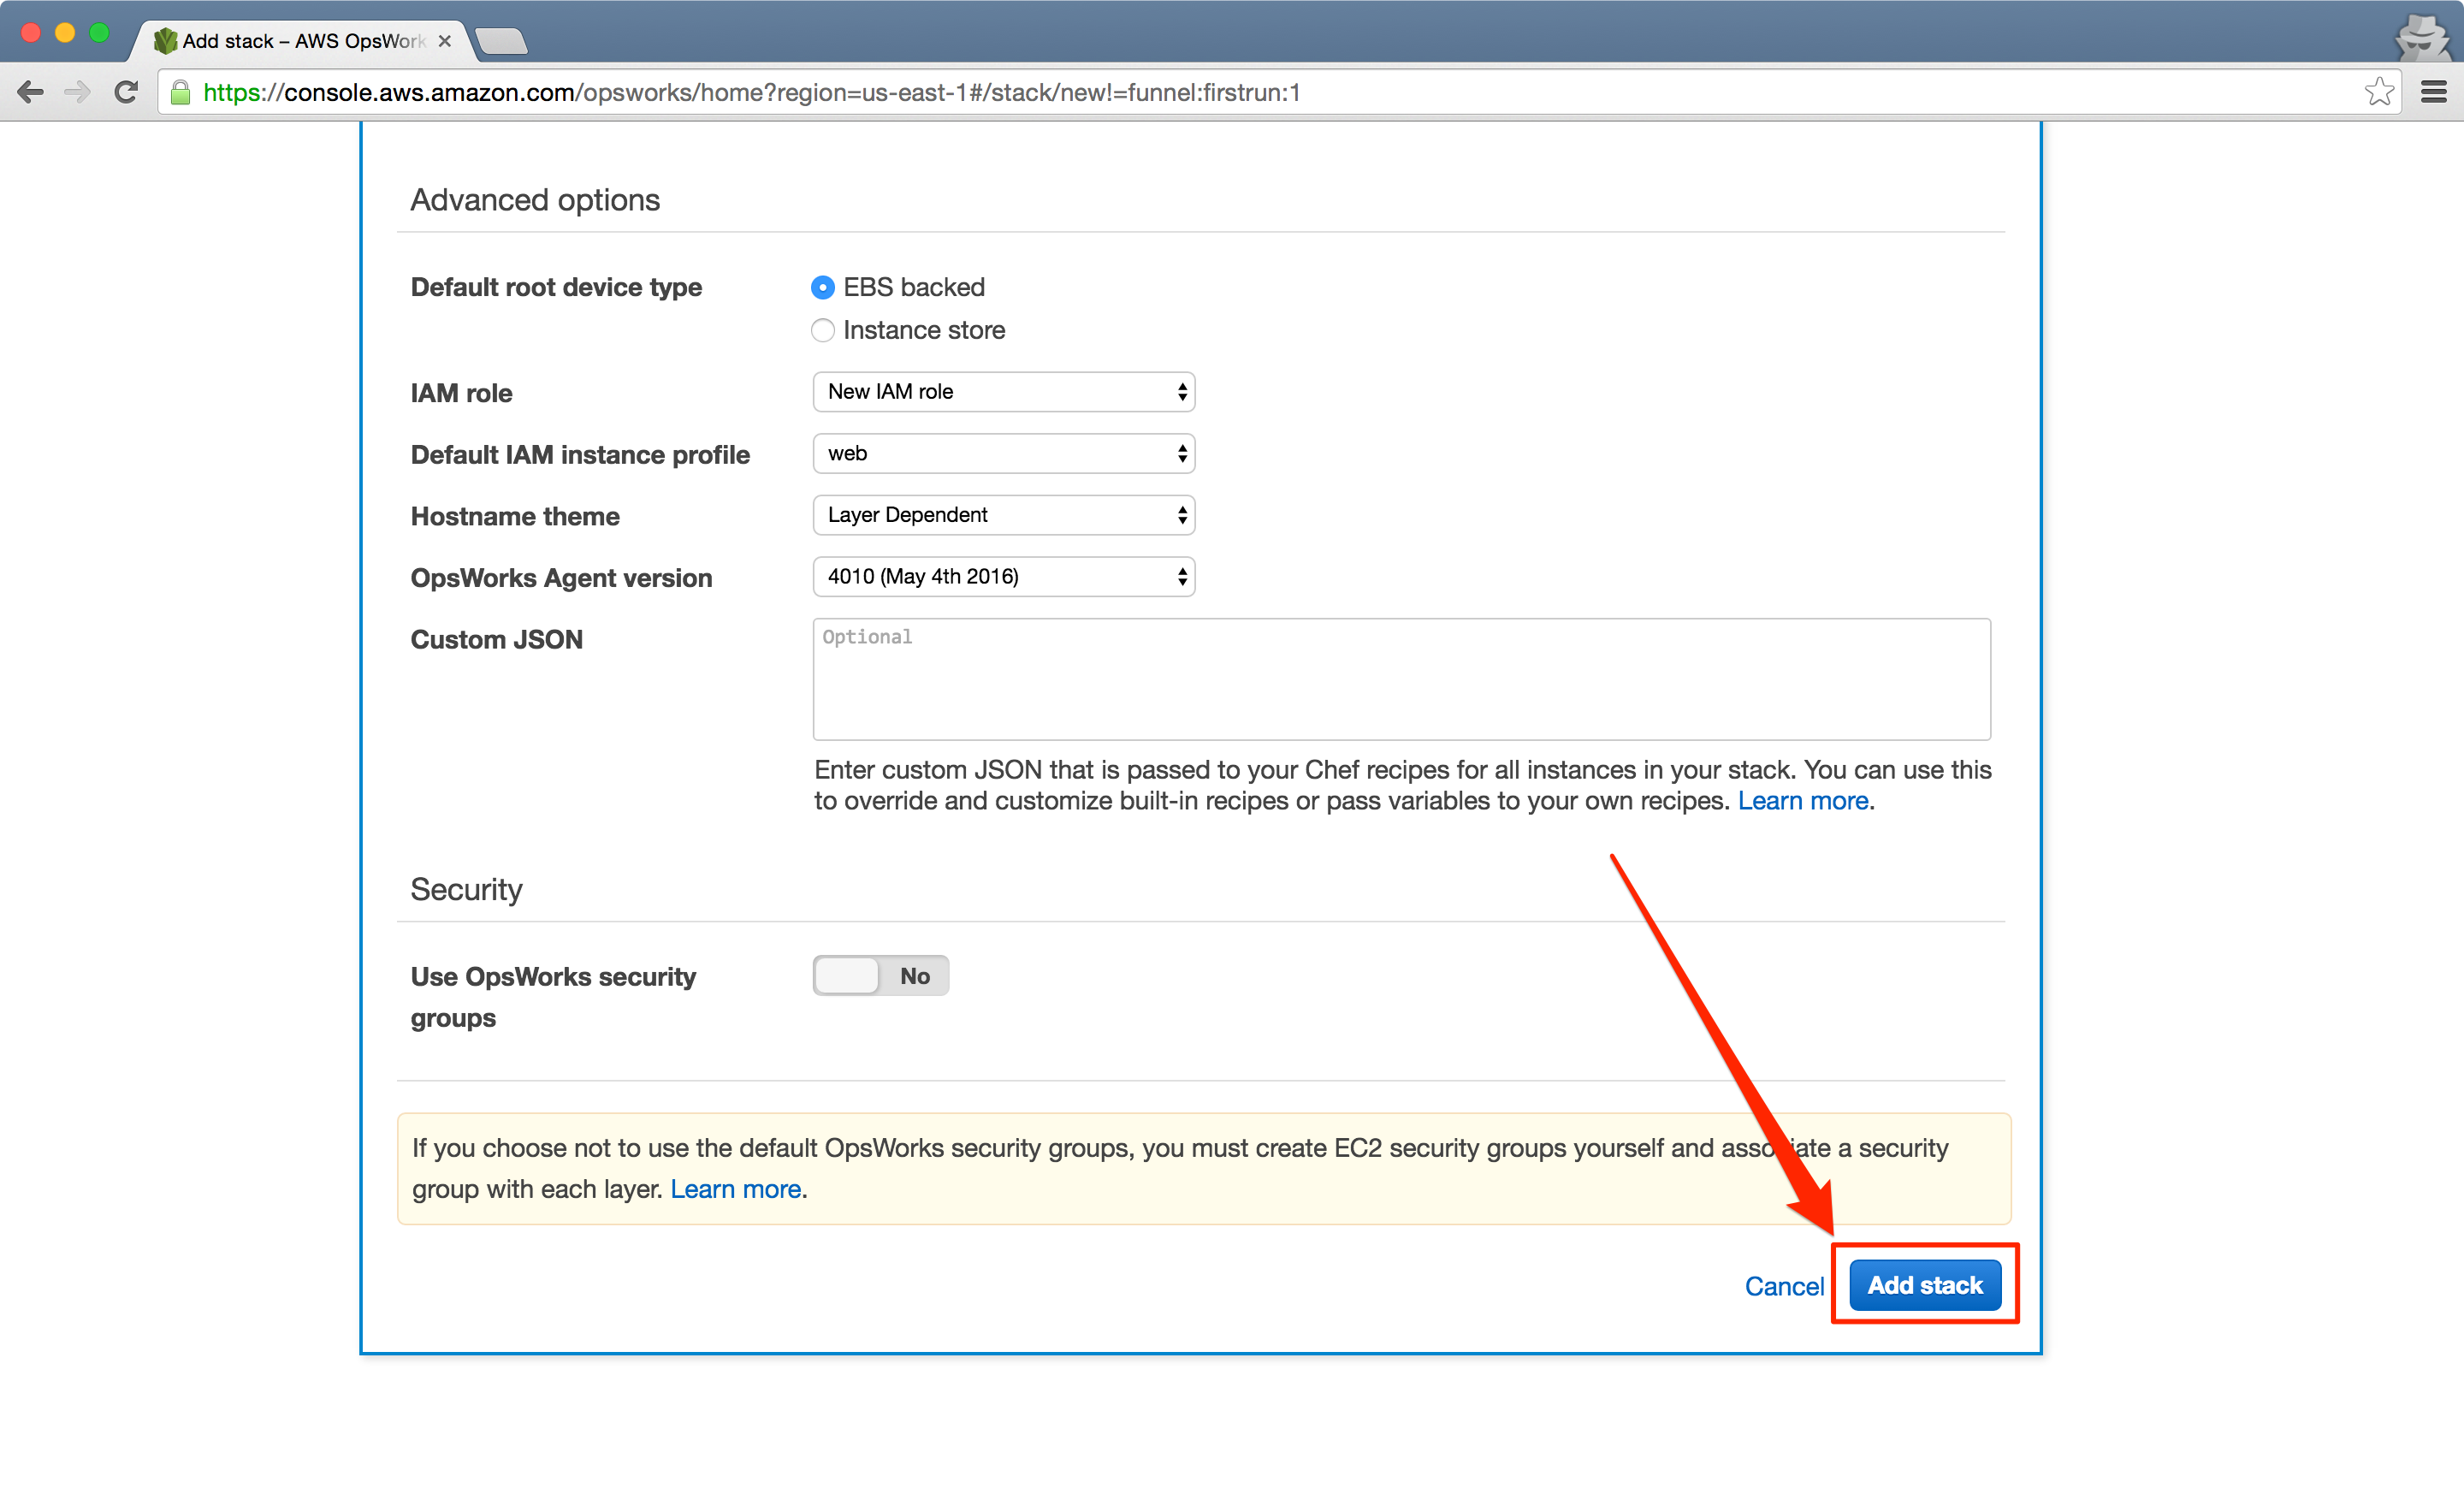 Add stack – AWS OpsWork
https://console.aws.amazon.com/opsworks/home?region=us-east-1#/stack/new!=funnel:firstrun:1
Advanced options
Default root device type
EBS backed
Instance store
IAM role
New IAM role
Default IAM instance profile
web
Hostname theme
Layer Dependent
OpsWorks Agent version
4010 (May 4th 2016)
Custom JSON
Optional
Enter custom JSON that is passed to your Chef recipes for all instances in your stack. You can use this
to override and customize built-in recipes or pass variables to your own recipes. Learn more.
Security
Use OpsWorks security
groups
No
If you choose not to use the default OpsWorks security groups, you must create EC2 security groups yourself and associate a security
group with each layer. Learn more.
Cancel
Add stack